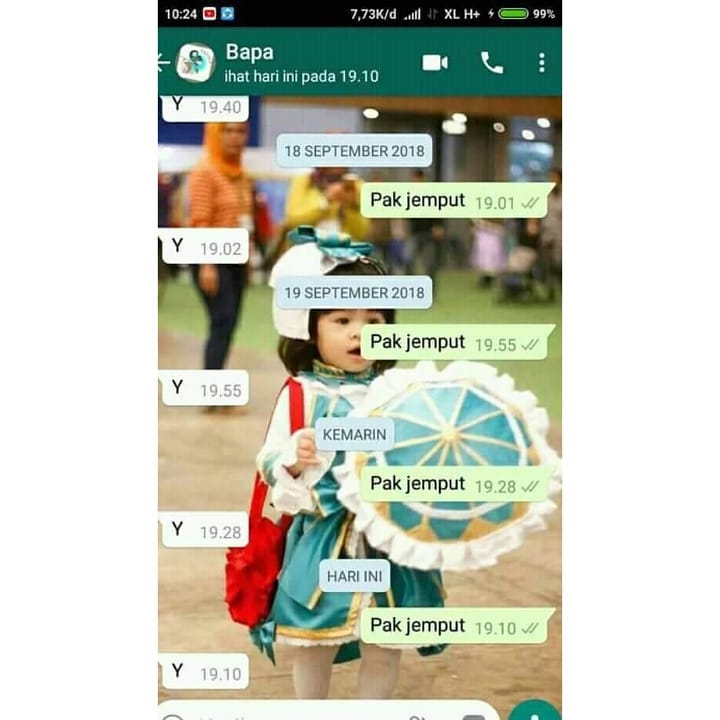 10:24 7,73K/d XL H+ 99%
Bapa
ihat hari ini pada 19.10
Y 19.40
18 SEPTEMBER 2018
Pak jemput 19.01
Y 19.02
19 SEPTEMBER 2018
Pak jemput 19.55
Y 19.55
KEMARIN
Pak jemput 19.28
Y 19.28
HARI INI
Pak jemput 19.10
Y 19.10